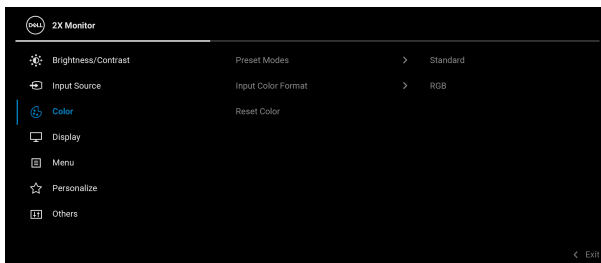 DELL 2X Monitor
Brightness/Contrast Preset Modes > Standard
Input Source Input Color Format > RGB
Color Reset Color
Display
Menu
Personalize
Others
< Exit